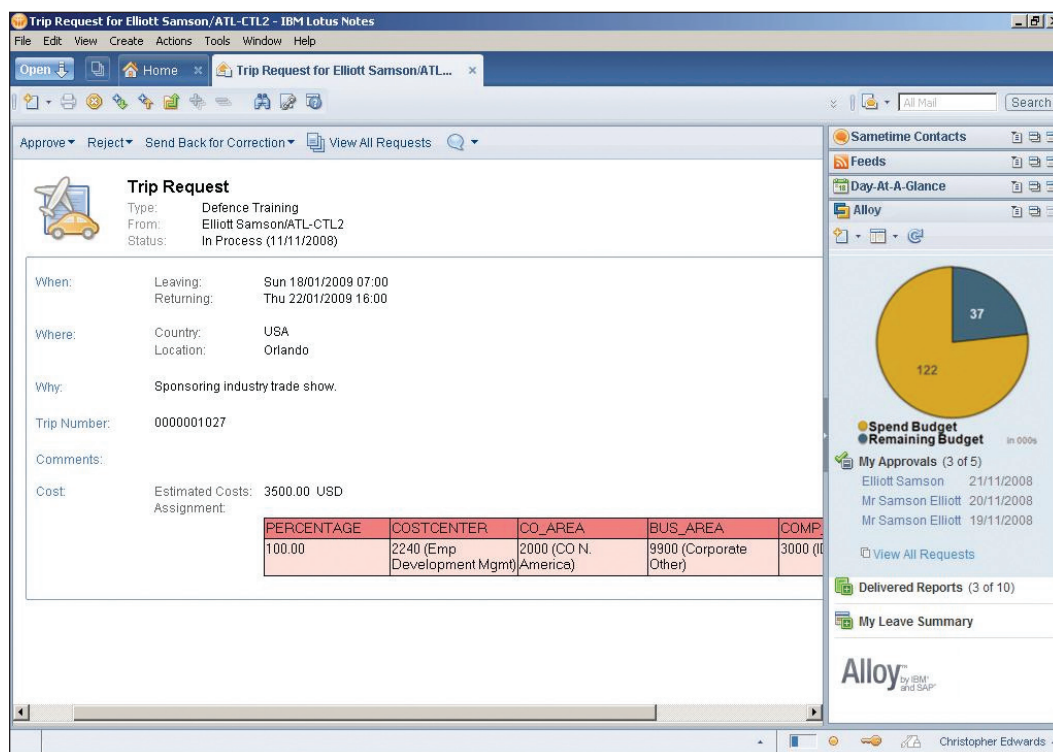 Trip Request for Elliott Samson/ATL-CTL2 - IBM Lotus Notes
File Edit View Create Actions Tools Window Help
Open Home Trip Request for Elliott Samson/ATL...
All Mail Search
Approve Reject Send Back for Correction View All Requests
Trip Request
Type: Defence Training
From: Elliott Samson/ATL-CTL2
Status: In Process (11/11/2008)
When: Leaving: Sun 18/01/2009 07:00
Returning: Thu 22/01/2009 16:00
Where: Country: USA
Location: Orlando
Why: Sponsoring industry trade show.
Trip Number: 0000001027
Comments:
Cost: Estimated Costs: 3500.00 USD
Assignment:
PERCENTAGE COSTCENTER CO_AREA BUS_AREA COMP_
100.00 2240 (Emp 2000 (CO N. 9900 (Corporate 3000 (I
Development Mgmt) America) Other)
Sametime Contacts
Feeds
Day-At-A-Glance
Alloy
37
122
Spend Budget
Remaining Budget in 000s
My Approvals (3 of 5)
Elliott Samson 21/11/2008
Mr Samson Elliott 20/11/2008
Mr Samson Elliott 19/11/2008
View All Requests
Delivered Reports (3 of 10)
My Leave Summary
Alloy™
by IBM®
and SAP®
Christopher Edwards